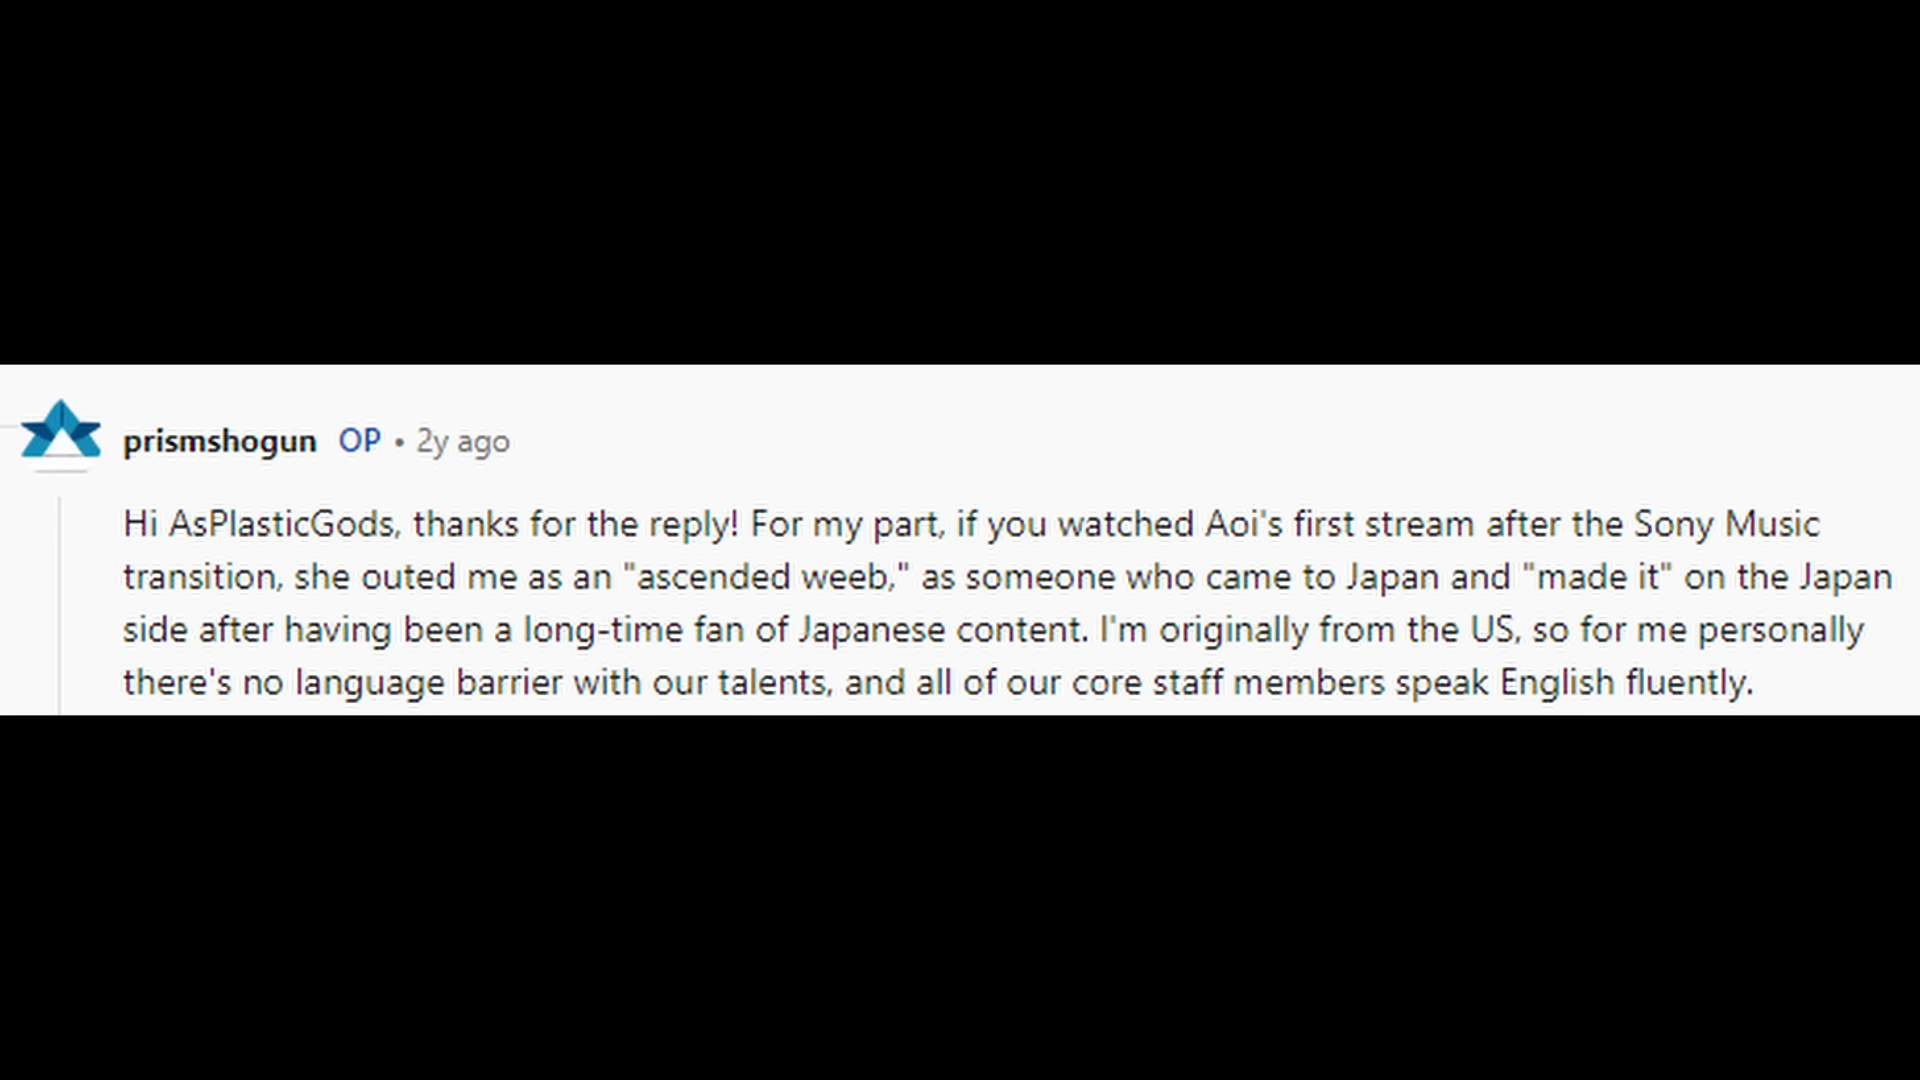 prismshogun OP • 2y ago
Hi AsPlasticGods, thanks for the reply! For my part, if you watched Aoi's first stream after the Sony Music
transition, she outed me as an "ascended weeb," as someone who came to Japan and "made it" on the Japan
side after having been a long-time fan of Japanese content. I'm originally from the US, so for me personally
there's no language barrier with our talents, and all of our core staff members speak English fluently.